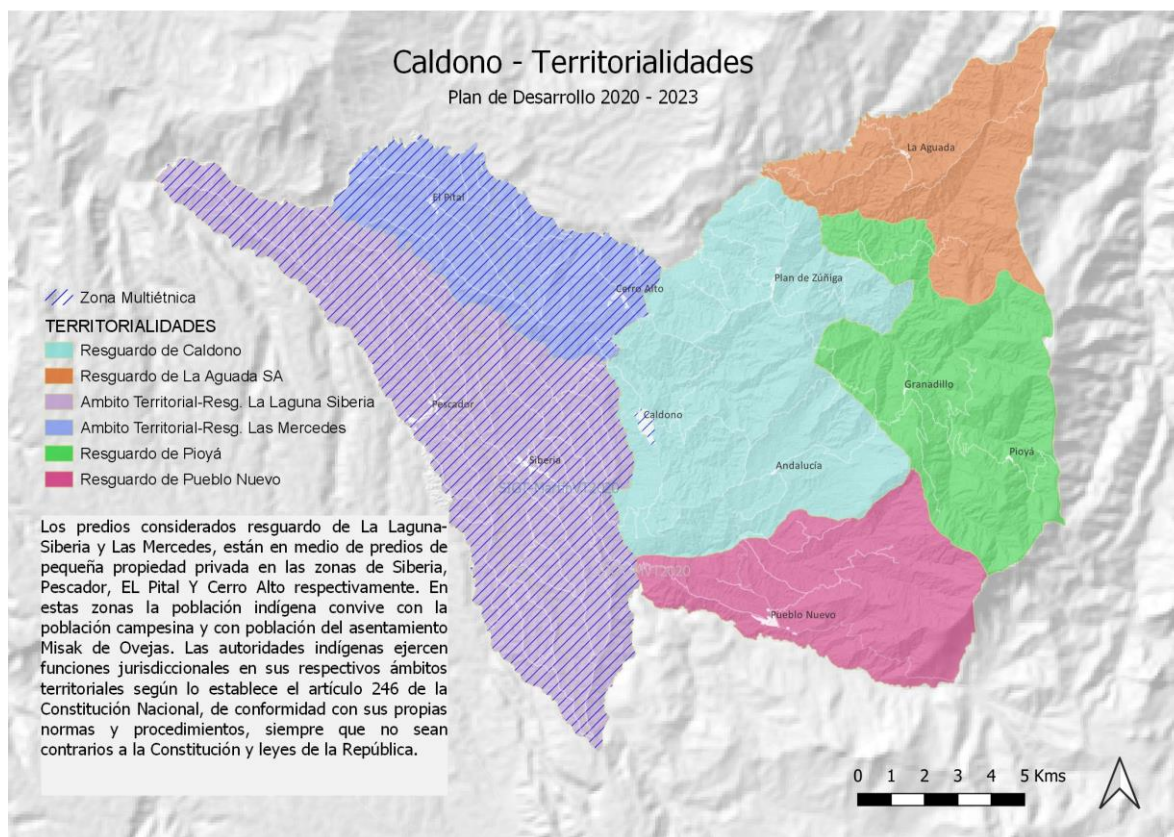 Caldono - Territorialidades
Plan de Desarrollo 2020 - 2023
La Aguada
El Pital
Plan de Zúñiga
Cerro Alto
Zona Multiétnica
TERRITORIALIDADES
Resguardo de Caldono
Resguardo de La Aguada SA
Ambito Territorial-Resg. La Laguna Siberia
Ambito Territorial-Resg. Las Mercedes
Resguardo de Pioyá
Resguardo de Pueblo Nuevo
Granadillo
Pescador
Caldono
Pioyá
Siberia
Andalucía
Pueblo Nuevo
Los predios considerados resguardo de La Laguna-
Siberia y Las Mercedes, están en medio de predios de
pequeña propiedad privada en las zonas de Siberia,
Pescador, EL Pital Y Cerro Alto respectivamente. En
estas zonas la población indígena convive con la
población campesina y con población del asentamiento
Misak de Ovejas. Las autoridades indígenas ejercen
funciones jurisdiccionales en sus respectivos ámbitos
territoriales según lo establece el artículo 246 de la
Constitución Nacional, de conformidad con sus propias
normas y procedimientos, siempre que no sean
contrarios a la Constitución y leyes de la República.
0 1 2 3 4 5 Kms